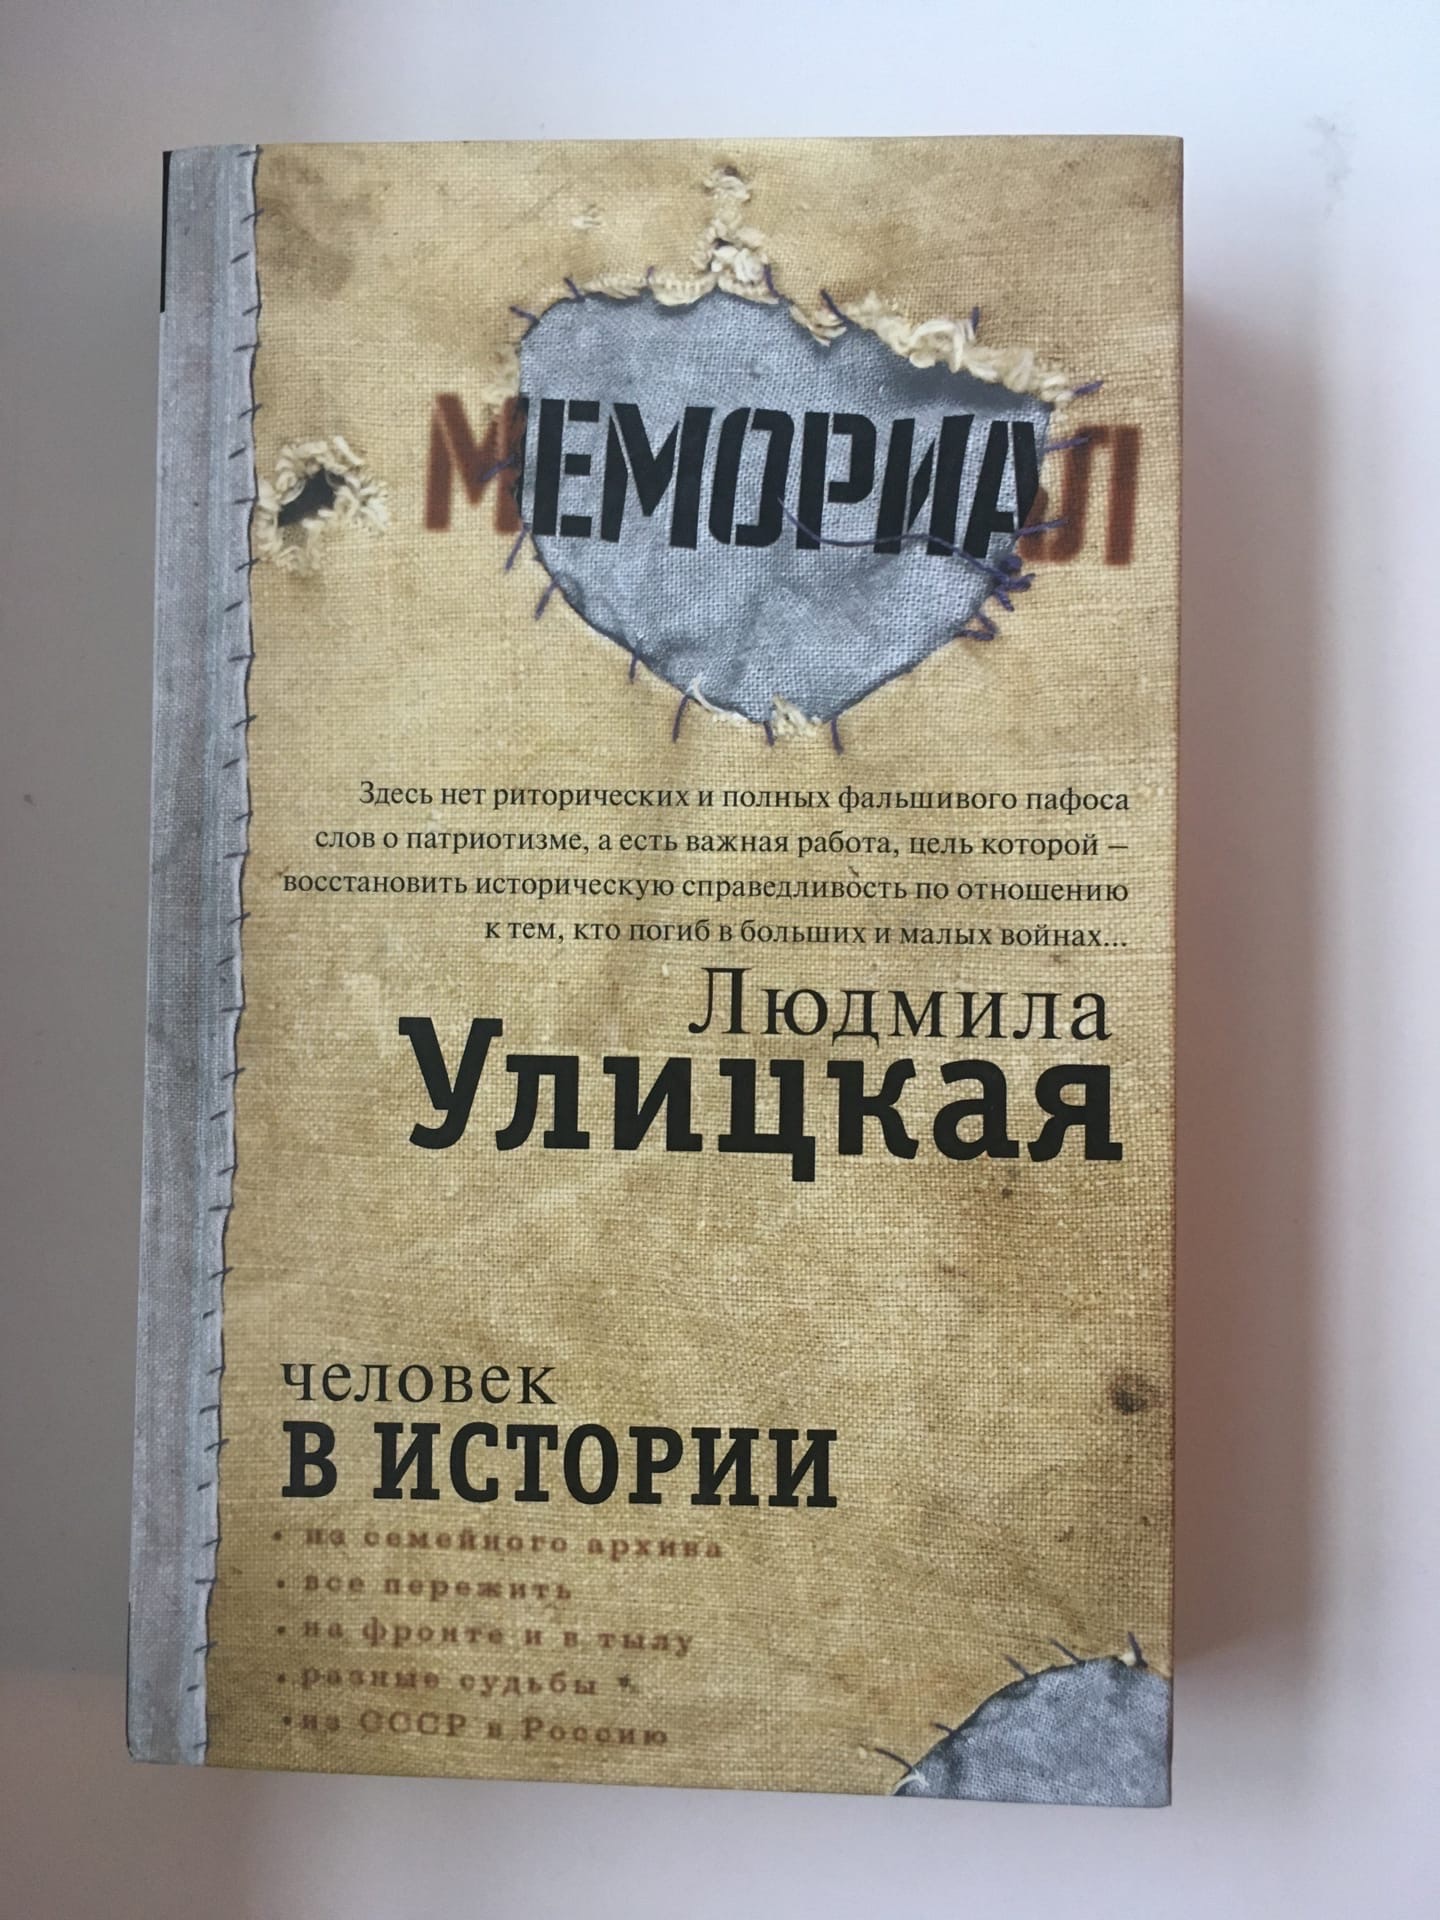 МЕМОРИАЛ
Здесь нет риторических и полных фальшивого пафоса
слов о патриотизме, а есть важная работа, цель которой –
восстановить историческую справедливость по отношению
к тем, кто погиб в больших и малых войнах...
Людмила
Улицкая
человек
В ИСТОРИИ
• из семейного архива
• все пережить
• на фронте и в тылу
• разные судьбы
• из СССР в Россию